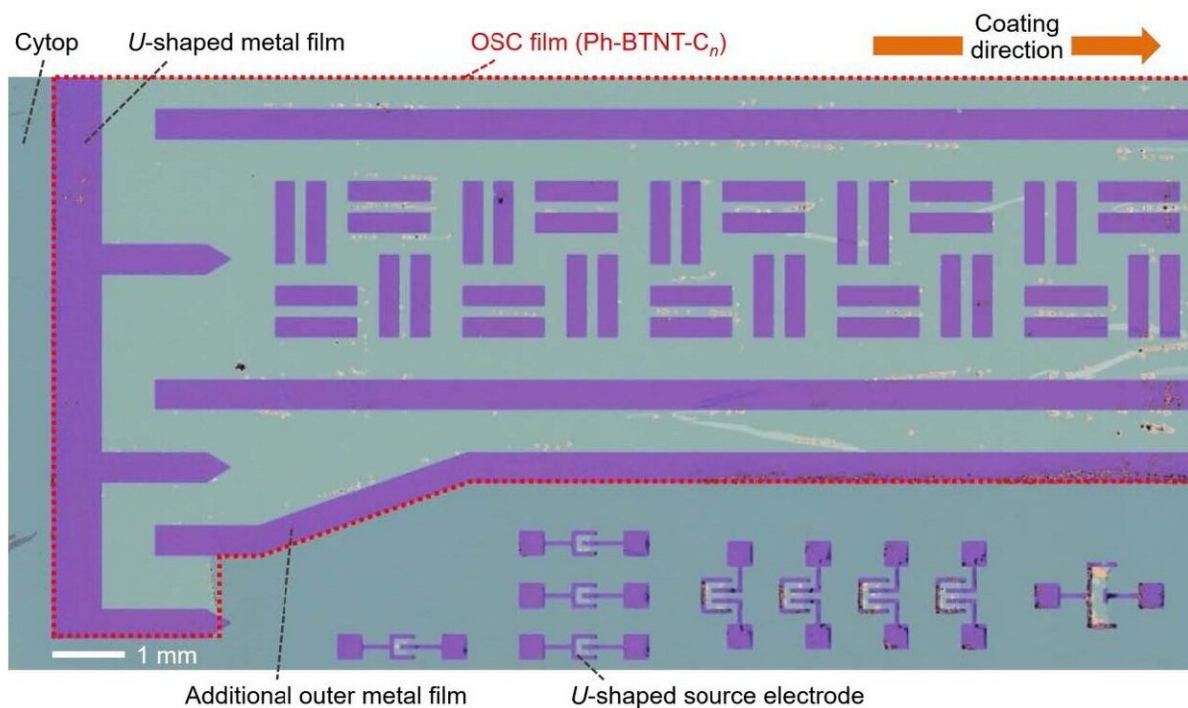 Cytop
U-shaped metal film
OSC film (Ph-BTNT-Cn)
Coating
direction
1 mm
Additional outer metal film
U-shaped source electrode